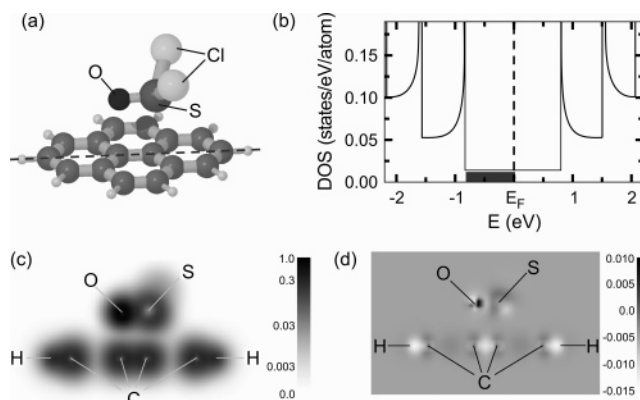 (a)
Cl
O
S
(b)
DOS (states/eV/atom)
0.15
0.10
0.05
0.00
-2 -1 E_F 1 2
E (eV)
(c)
O
S
H
H
C
1.0
0.3
0.03
0.003
0.0
(d)
O
S
H
H
C
0.010
0.005
0.0
-0.005
-0.010
-0.015